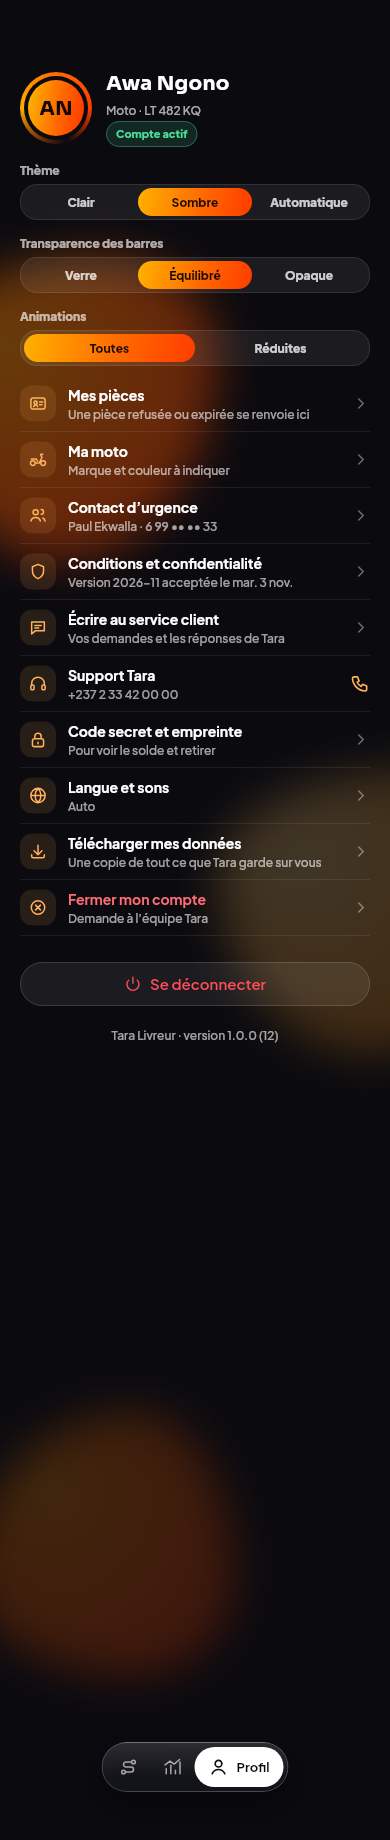 AN
Awa Ngono
Moto · LT 482 KQ
Compte actif
Thème
Clair Sombre Automatique
Transparence des barres
Verre Équilibré Opaque
Animations
Toutes Réduites
Mes pièces
Une pièce refusée ou expirée se renvoie ici
Ma moto
Marque et couleur à indiquer
Contact d’urgence
Paul Ekwalla · 6 99 •• •• 33
Conditions et confidentialité
Version 2026-11 acceptée le mar. 3 nov.
Écrire au service client
Vos demandes et les réponses de Tara
Support Tara
+237 2 33 42 00 00
Code secret et empreinte
Pour voir le solde et retirer
Langue et sons
Auto
Télécharger mes données
Une copie de tout ce que Tara garde sur vous
Fermer mon compte
Demande à l’équipe Tara
Se déconnecter
Tara Livreur · version 1.0.0 (12)
Profil